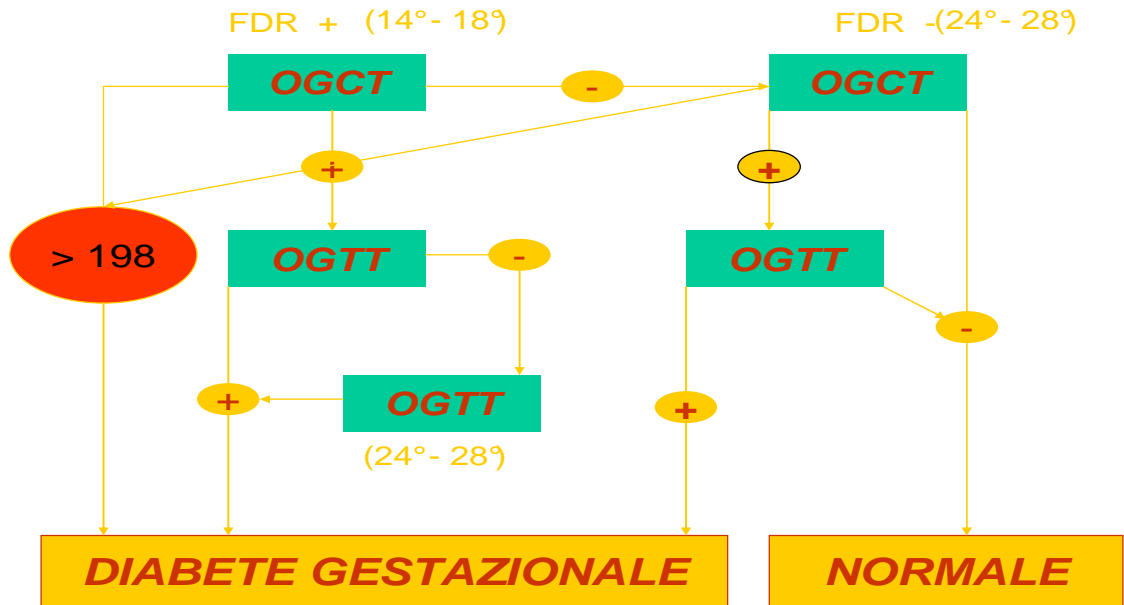 FDR + (14°- 18°)
FDR -(24°- 28°)
OGCT
-
OGCT
+
+
> 198
OGTT
-
OGTT
-
+
OGTT
+
(24°- 28°)
DIABETE GESTAZIONALE
NORMALE